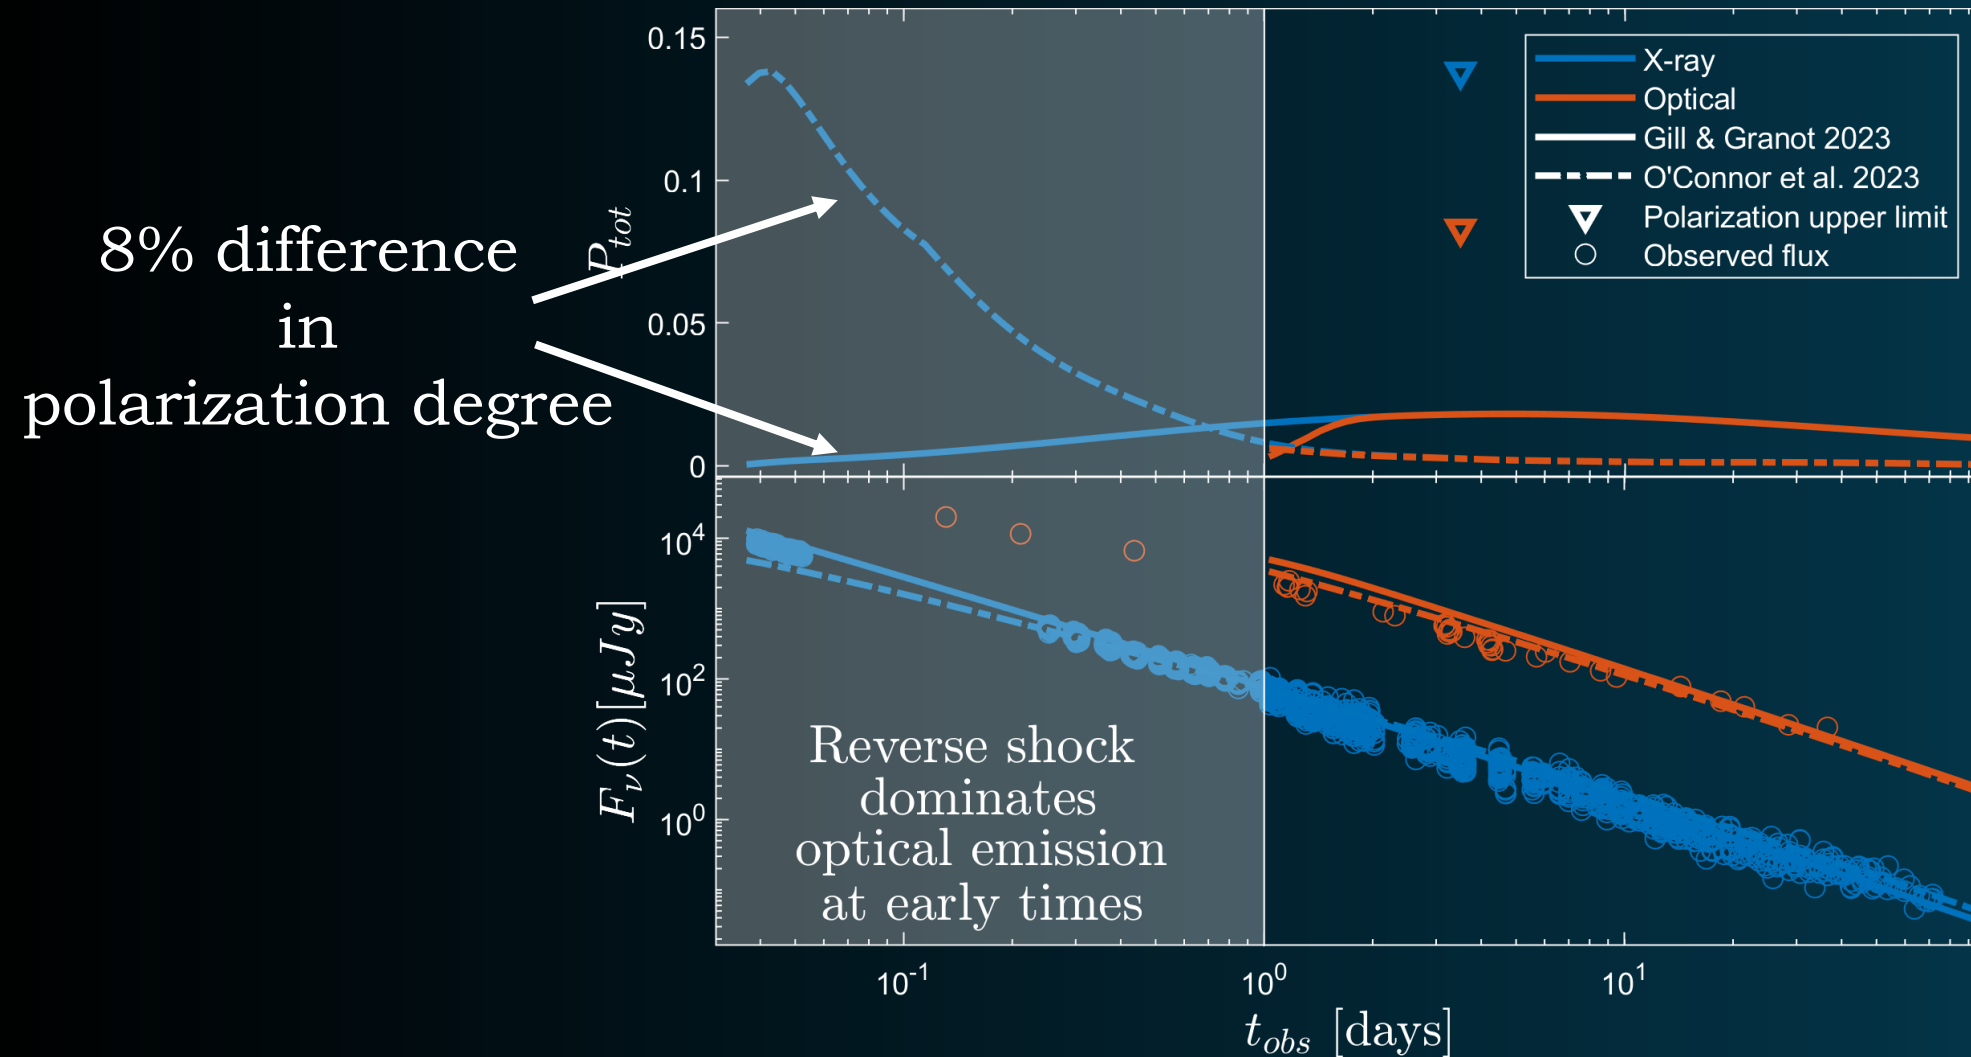 8% difference
in
polarization degree
P_tot
0.15
0.1
0.05
0
X-ray
Optical
Gill & Granot 2023
O'Connor et al. 2023
Polarization upper limit
Observed flux
F_ν(t)[μJy]
10^4
10^2
10^0
Reverse shock
dominates
optical emission
at early times
10^-1
10^0
10^1
t_obs [days]